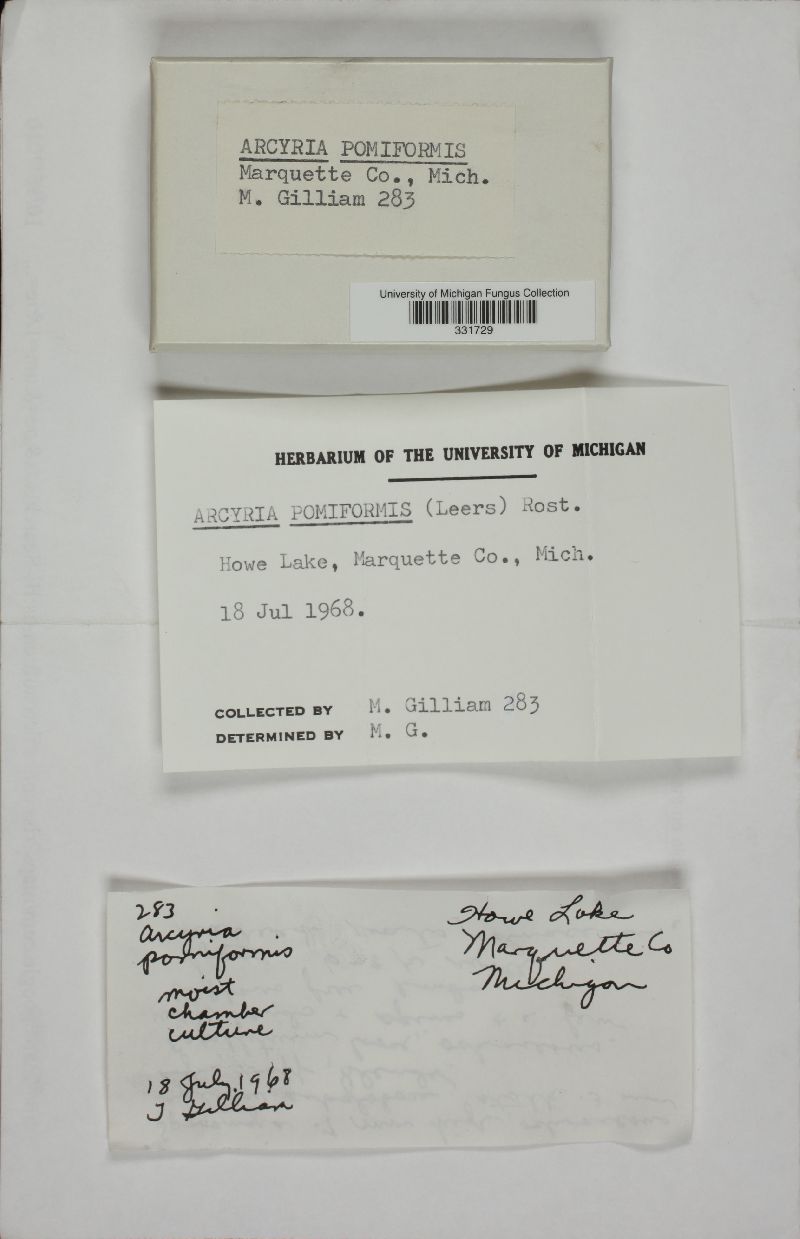 ARCYRIA POMIFORMIS
Marquette Co., Mich.
M. Gilliam 283
University of Michigan Fungus Collection
331729
HERBARIUM OF THE UNIVERSITY OF MICHIGAN
ARCYRIA POMIFORMIS (Leers) Rost.
Howe Lake, Marquette Co., Mich.
18 Jul 1968.
COLLECTED BY M. Gilliam 283
DETERMINED BY M. G.
283
Arcyria
pomiformis
moist
chamber
culture
18 July, 1968
Gilliam
Howe Lake
Marquette Co
Michigan